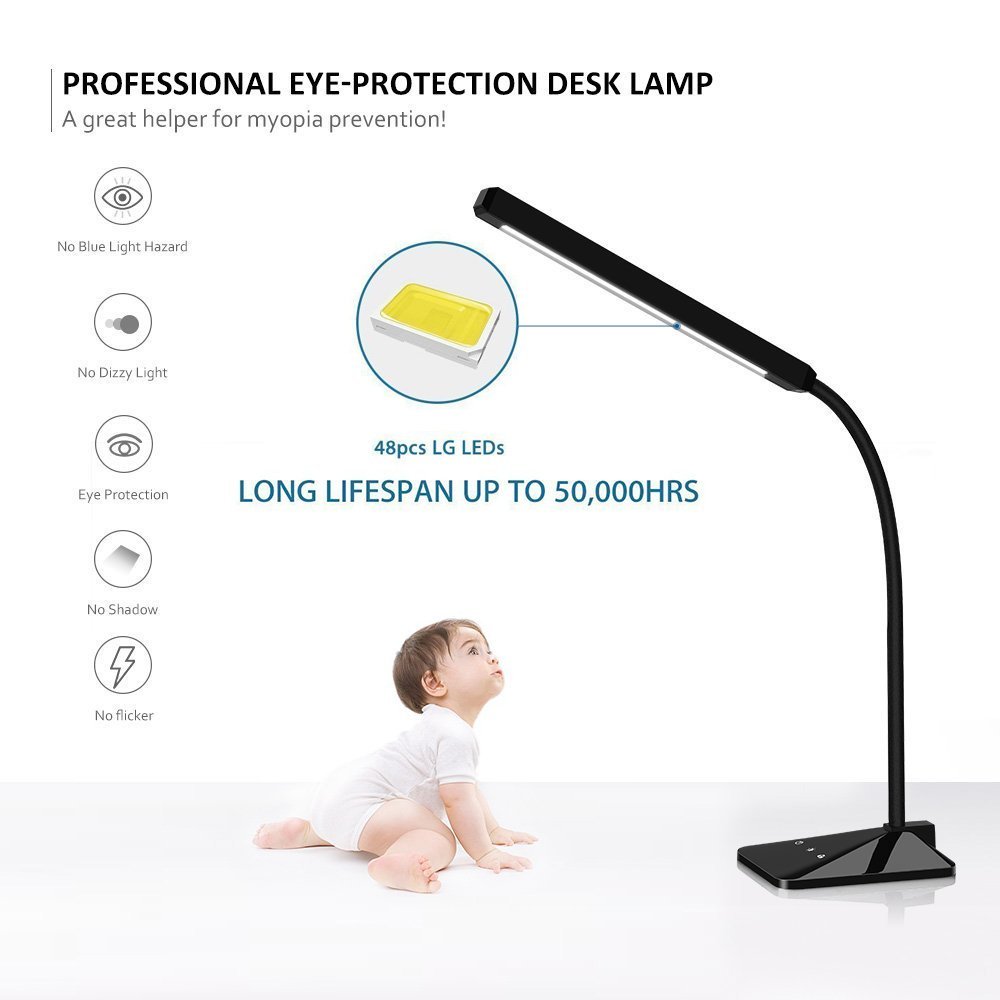 PROFESSIONAL EYE-PROTECTION DESK LAMP
A great helper for myopia prevention!
No Blue Light Hazard
No Dizzy Light
Eye Protection
No Shadow
No flicker
48pcs LG LEDs
LONG LIFESPAN UP TO 50,000HRS